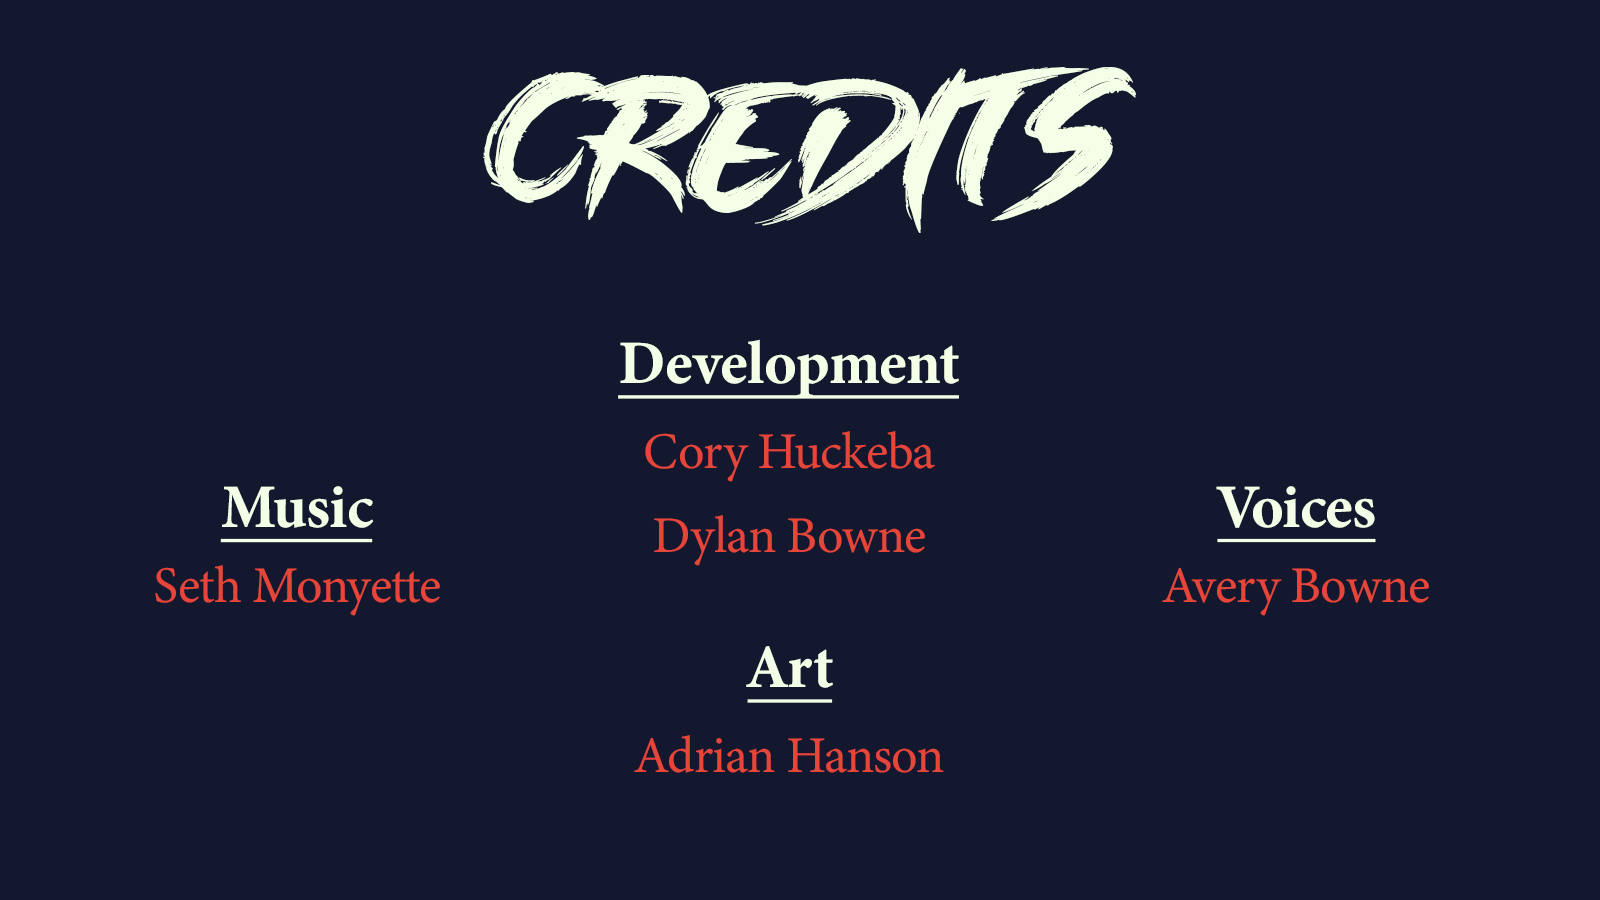 CREDITS
Development
Cory Huckeba
Dylan Bowne
Music
Seth Monyette
Voices
Avery Bowne
Art
Adrian Hanson